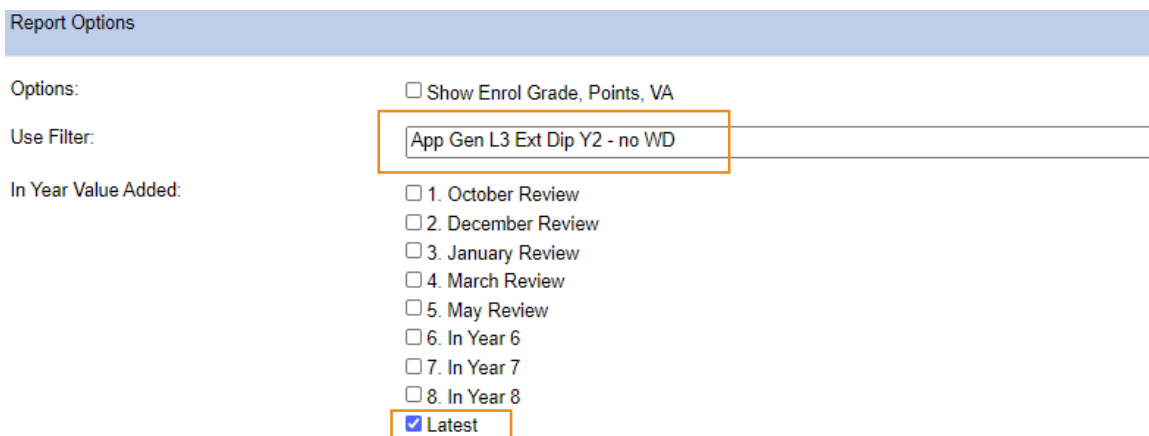 Report Options
Options:
Show Enrol Grade, Points, VA
Use Filter:
App Gen L3 Ext Dip Y2 - no WD
In Year Value Added:
1. October Review
2. December Review
3. January Review
4. March Review
5. May Review
6. In Year 6
7. In Year 7
8. In Year 8
Latest